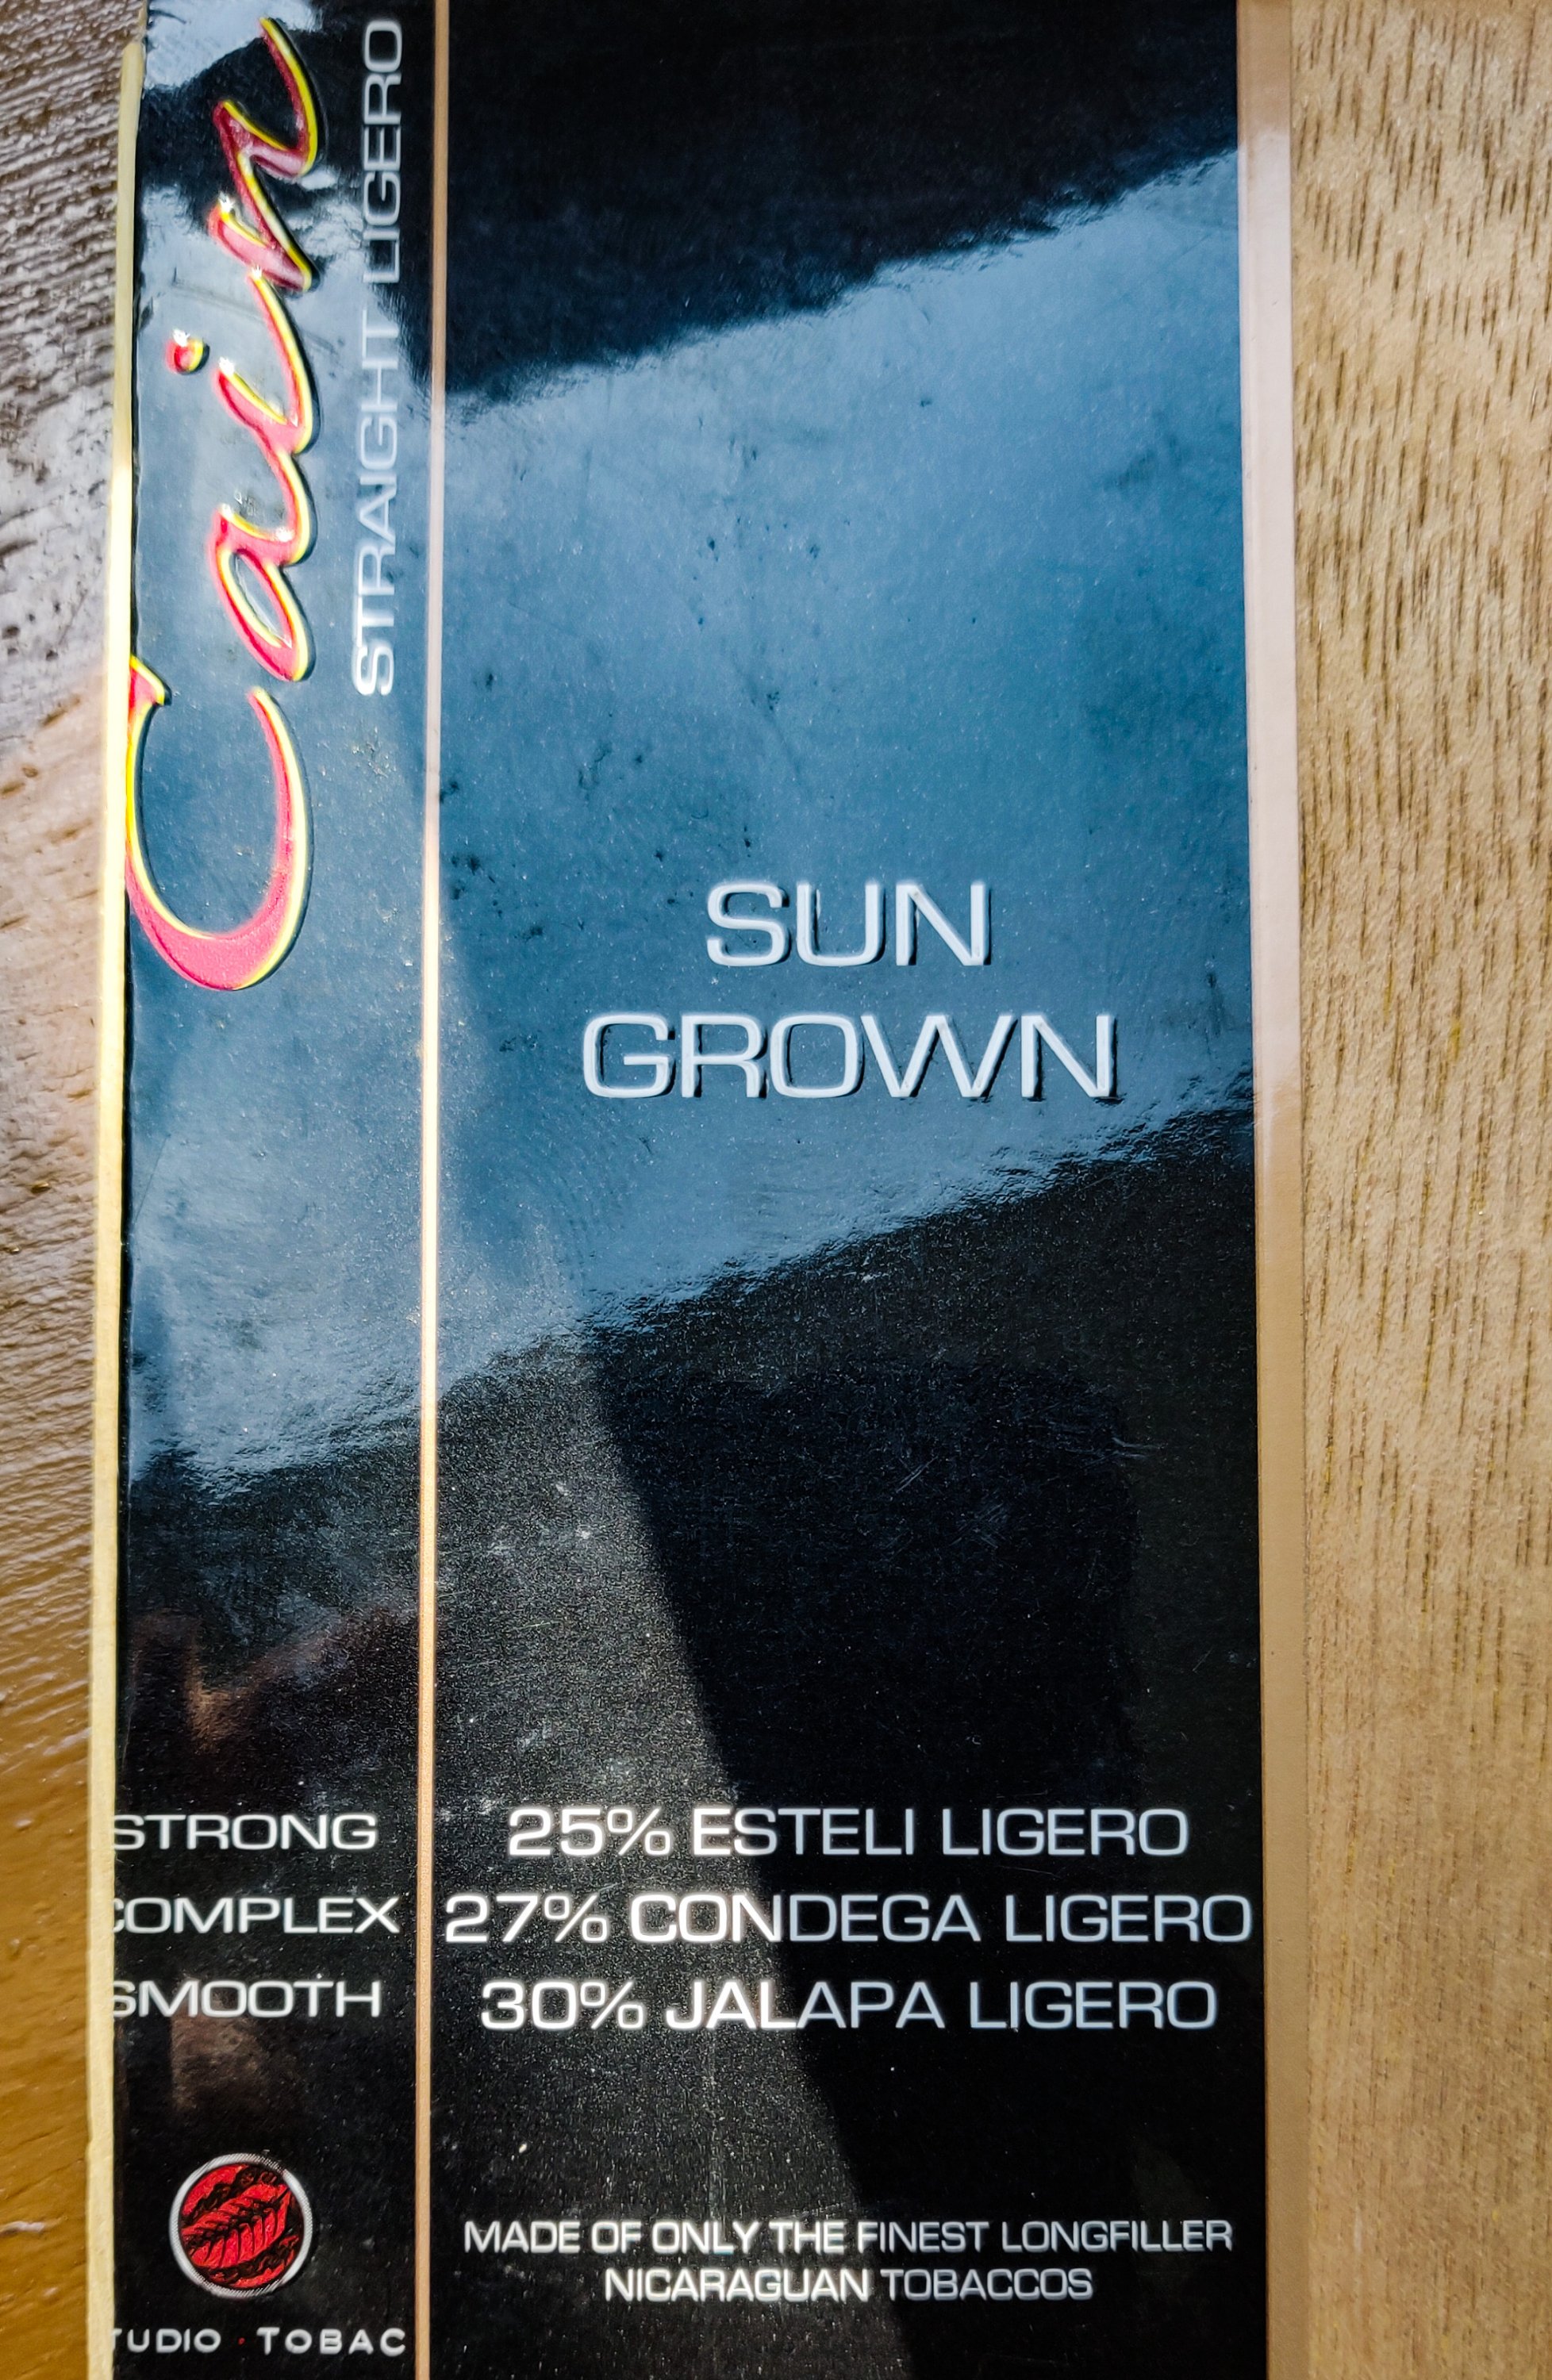 Cain
STRAIGHT LIGERO
SUN
GROWN
STRONG
COMPLEX
SMOOTH
25% ESTELI LIGERO
27% CONDEGA LIGERO
30% JALAPA LIGERO
TUDIO · TOBAC
MADE OF ONLY THE FINEST LONGFILLER
NICARAGUAN TOBACCOS